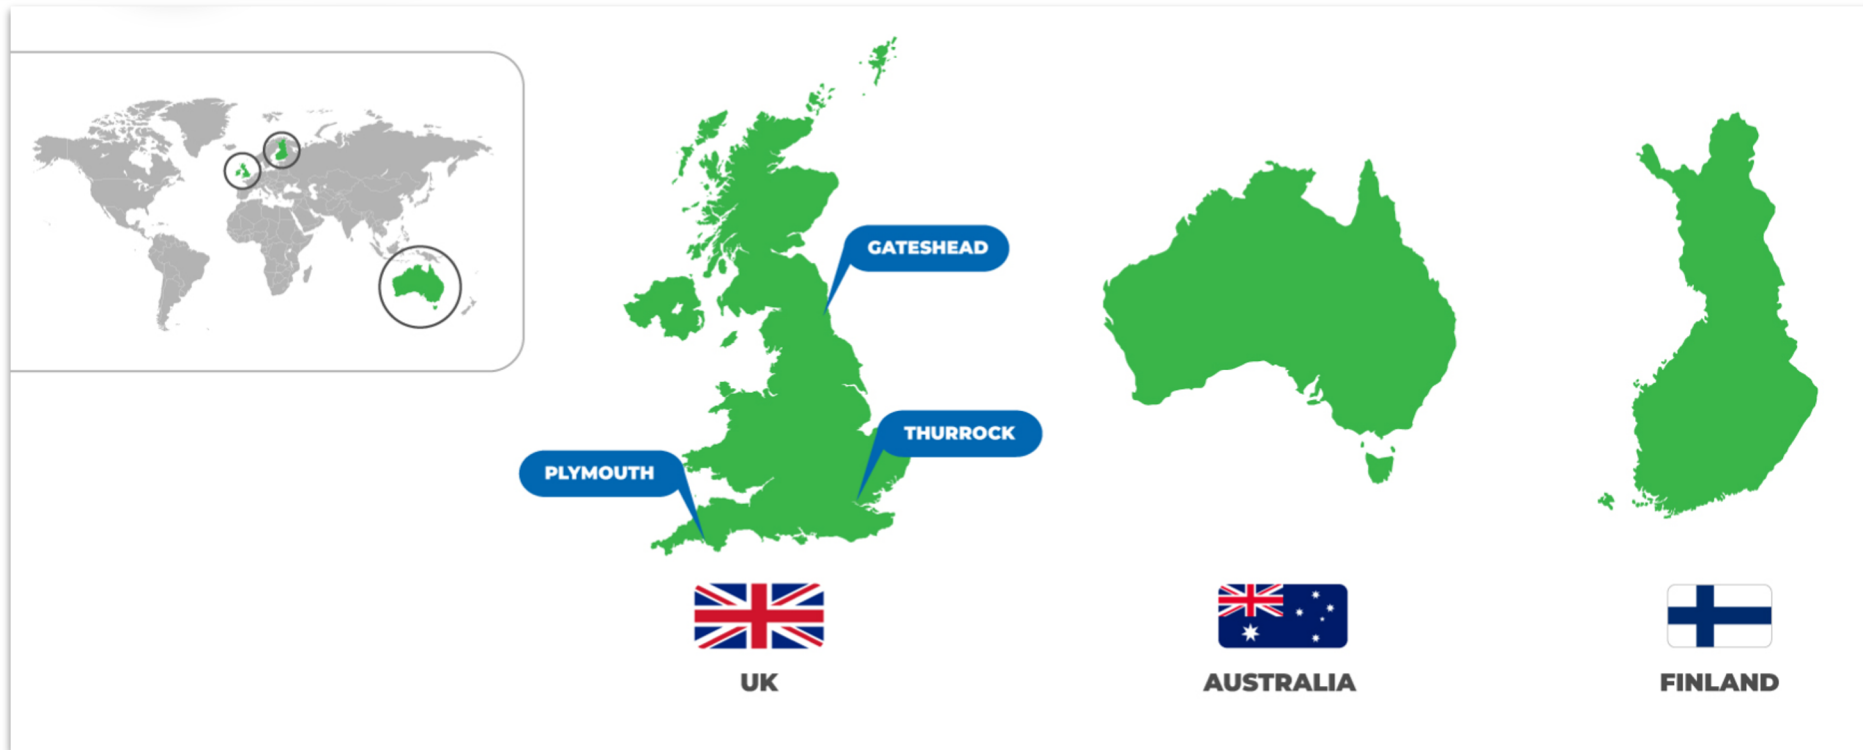 GATESHEAD
THURROCK
PLYMOUTH
UK
AUSTRALIA
FINLAND